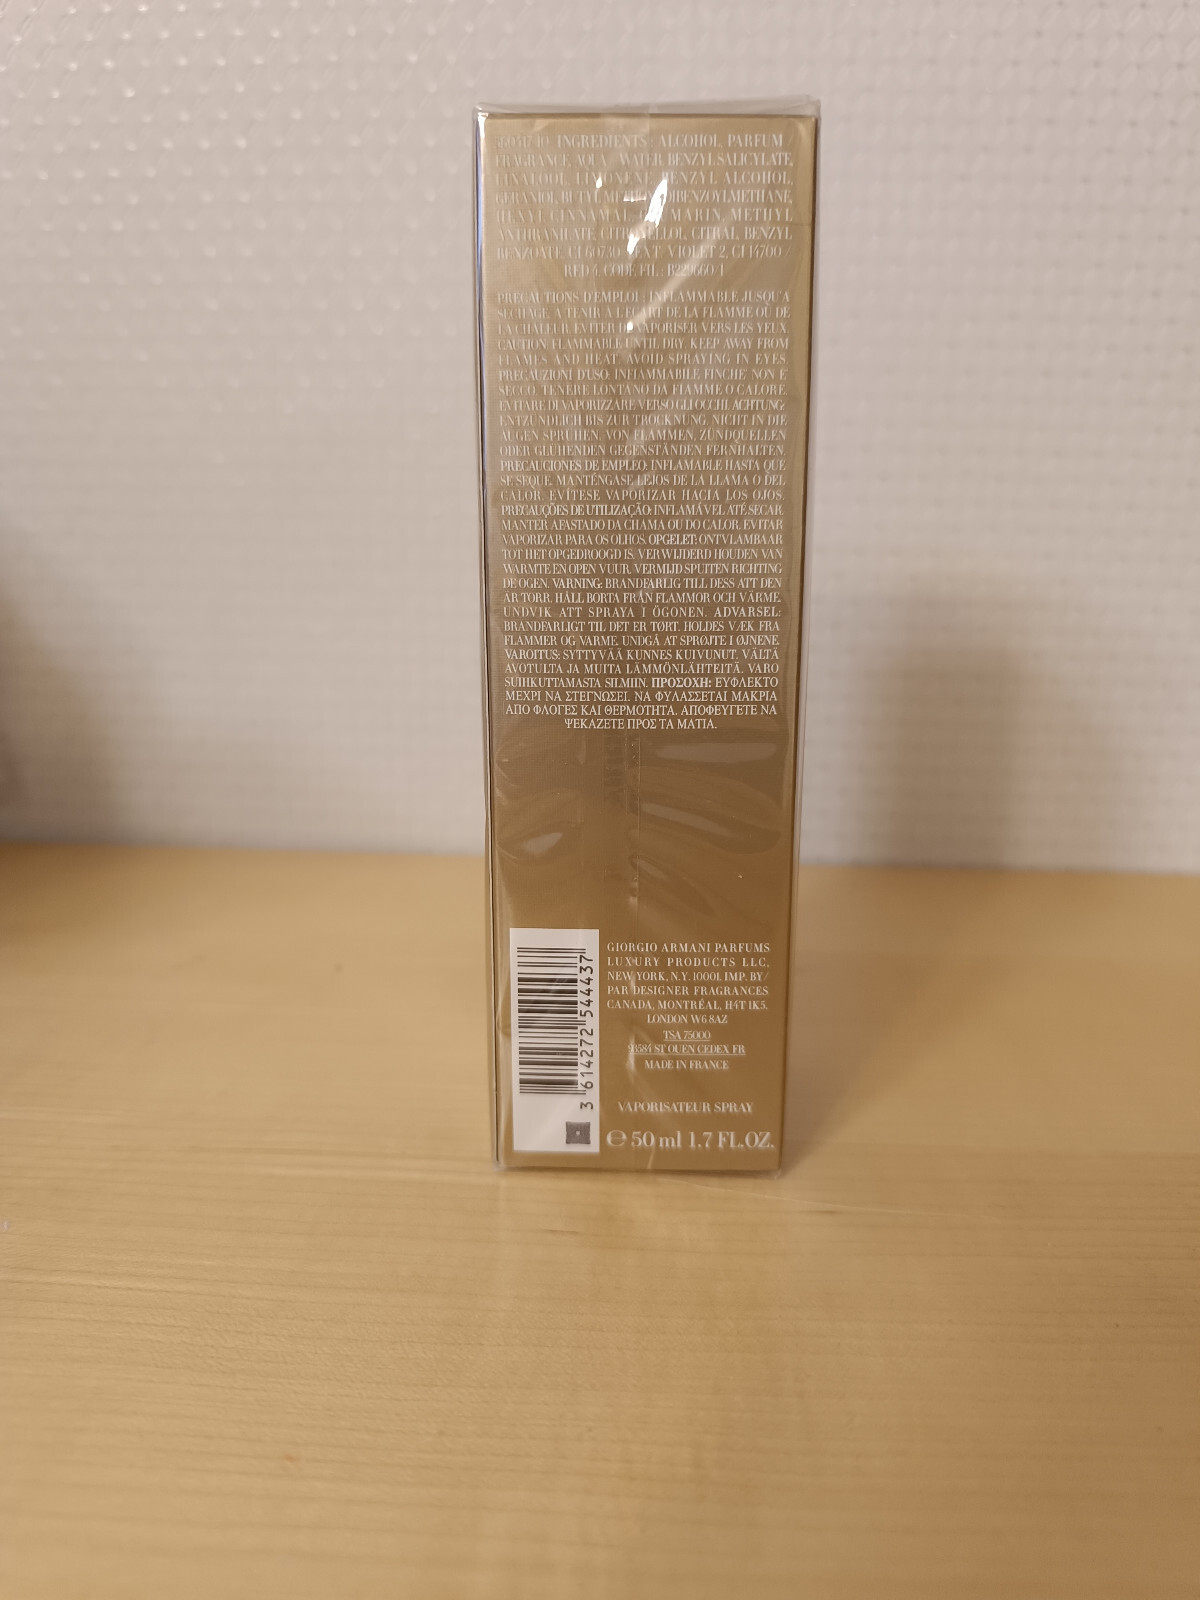 INGREDIENTS : ALCOHOL, PARFUM /
FRAGRANCE, AQUA / WATER, BENZYL SALICYLATE,
LINALOOL, LIMONENE, BENZYL ALCOHOL,
GERANIOL, BUTYL METHOXYDIBENZOYLMETHANE,
HEXYL CINNAMAL, COUMARIN, METHYL
ANTHRANILATE, CITRONELLOL, CITRAL, BENZYL
BENZOATE, CI 60730 / EXT. VIOLET 2, CI 14700 /
RED 4. CODE FIL : B229660/1
PRÉCAUTIONS D'EMPLOI : INFLAMMABLE JUSQU'À
SÉCHAGE. A TENIR À L'ÉCART DE LA FLAMME OU DE
LA CHALEUR. ÉVITER DE VAPORISER VERS LES YEUX.
CAUTION: FLAMMABLE UNTIL DRY. KEEP AWAY FROM
FLAMES AND HEAT. AVOID SPRAYING IN EYES.
PRECAUZIONI D'USO: INFIAMMABILE FINCHE' NON È
SECCO. TENERE LONTANO DA FIAMME O CALORE.
EVITARE DI VAPORIZZARE VERSO GLI OCCHI. ACHTUNG:
ENTZÜNDLICH BIS ZUR TROCKNUNG. NICHT IN DIE
AUGEN SPRÜHEN. VON FLAMMEN, ZÜNDQUELLEN
ODER GLÜHENDEN GEGENSTÄNDEN FERNHALTEN.
PRECAUCIONES DE EMPLEO: INFLAMABLE HASTA QUE
SE SEQUE. MANTÉNGASE LEJOS DE LA LLAMA O DEL
CALOR. EVÍTESE VAPORIZAR HACIA LOS OJOS.
PRECAUÇÕES DE UTILIZAÇÃO: INFLAMÁVEL ATÉ SECAR.
MANTER AFASTADO DA CHAMA OU DO CALOR. EVITAR
VAPORIZAR PARA OS OLHOS. OPGELET: ONTVLAMBAAR
TOT HET OPGEDROOGD IS. VERWIJDERD HOUDEN VAN
WARMTE EN OPEN VUUR. VERMIJD SPUITEN RICHTING
DE OGEN. VARNING: BRANDFARLIG TILL DESS ATT DEN
ÄR TORR. HÅLL BORTA FRÅN FLAMMOR OCH VÄRME.
UNDVIK ATT SPRAYA I ÖGONEN. ADVARSEL:
BRANDFARLIGT TIL DET ER TØRT. HOLDES VÆK FRA
FLAMMER OG VARME. UNDGÅ AT SPRØJTE I ØJNENE.
VAROITUS: SYTTYVÄÄ KUNNES KUIVUNUT. VÄLTÄ
AVOTULTA JA MUITA LÄMMÖNLÄHTEITÄ. VARO
SUIHKUTTAMASTA SILMIIN. ΠΡΟΣΟΧΗ: ΕΥΦΛΕΚΤΟ
ΜΕΧΡΙ ΝΑ ΣΤΕΓΝΩΣΕΙ. ΝΑ ΦΥΛΑΣΣΕΤΑΙ ΜΑΚΡΙΑ
ΑΠΟ ΦΛΟΓΕΣ ΚΑΙ ΘΕΡΜΟΤΗΤΑ. ΑΠΟΦΕΥΓΕΤΕ ΝΑ
ΨΕΚΑΖΕΤΕ ΠΡΟΣ ΤΑ ΜΑΤΙΑ.
3 614272 544437
GIORGIO ARMANI PARFUMS
LUXURY PRODUCTS LLC,
NEW YORK, N.Y. 10001. IMP. BY/
PAR DESIGNER FRAGRANCES
CANADA, MONTRÉAL, H4T 1K5.
LONDON W6 8AZ
TSA 75000
93584 ST OUEN CEDEX FR
MADE IN FRANCE
VAPORISATEUR SPRAY
℮ 50 ml 1.7 FL.OZ.